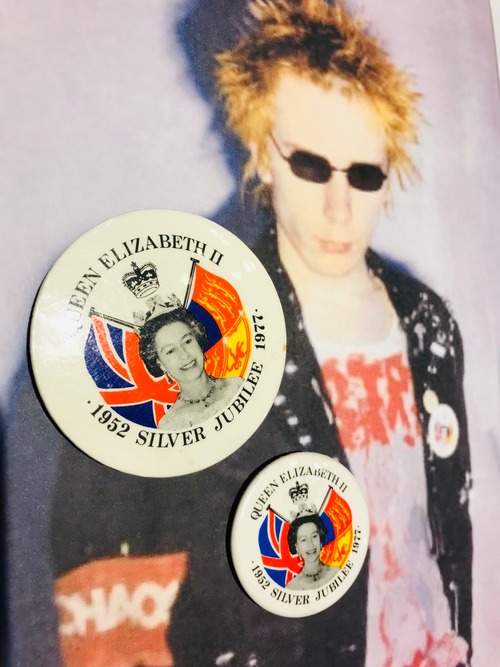 QUEEN ELIZABETH II
· 1952 SILVER JUBILEE 1977 ·
QUEEN ELIZABETH II
· 1952 SILVER JUBILEE 1977 ·
CHAOS